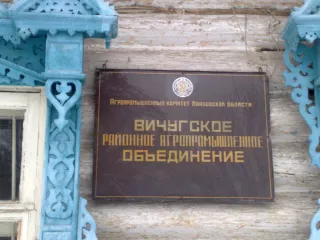 Агропромышленный комитет Ивановской области
ВИЧУГСКОЕ
РАЙОННОЕ АГРОПРОМЫШЛЕННОЕ
ОБЪЕДИНЕНИЕ